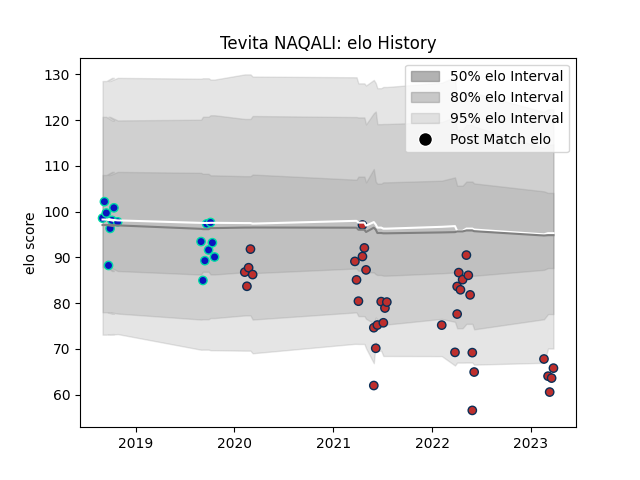 Tevita NAQALI: elo History
elo score
130
120
110
100
90
80
70
60
50% elo Interval
80% elo Interval
95% elo Interval
Post Match elo
2019
2020
2021
2022
2023